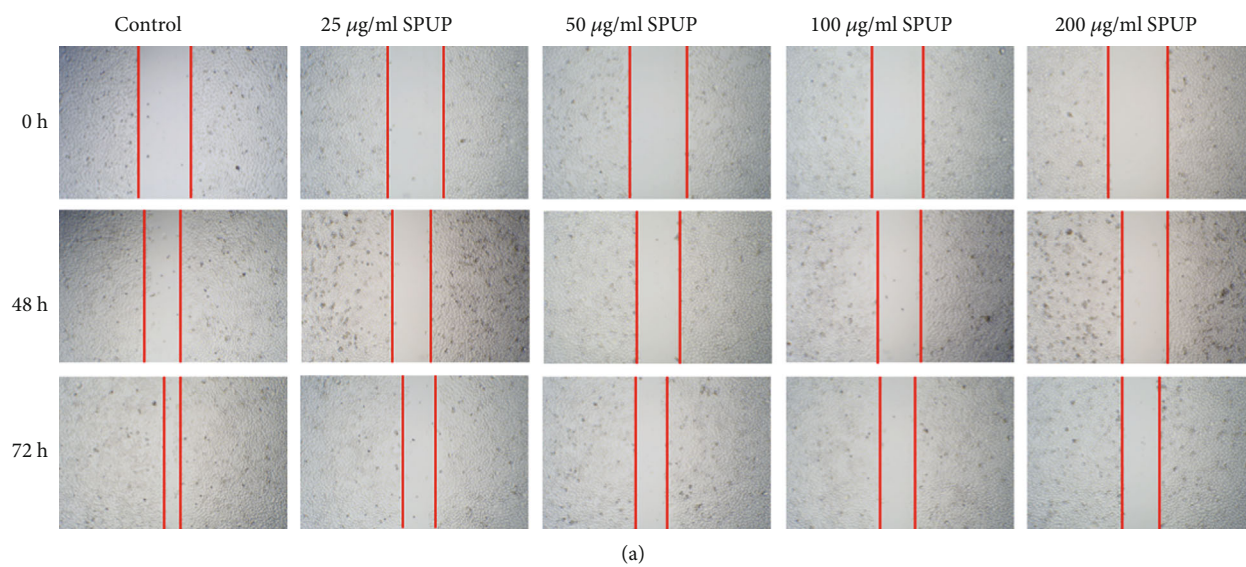 Control 25 μg/ml SPUP 50 μg/ml SPUP 100 μg/ml SPUP 200 μg/ml SPUP
0 h
48 h
72 h
(a)